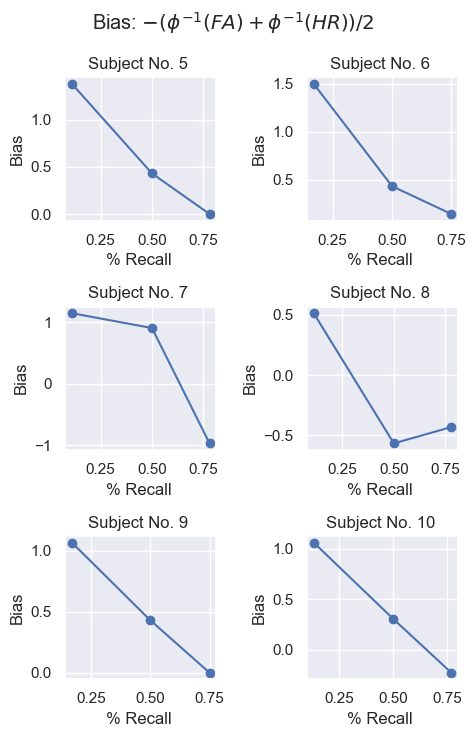 Bias: −(ϕ⁻¹(FA) + ϕ⁻¹(HR))/2
Subject No. 5
Subject No. 6
Bias
1.0
0.5
0.0
0.25 0.50 0.75
% Recall
Bias
1.5
1.0
0.5
0.25 0.50 0.75
% Recall
Subject No. 7
Subject No. 8
Bias
1
0
−1
0.25 0.50 0.75
% Recall
Bias
0.5
0.0
−0.5
0.25 0.50 0.75
% Recall
Subject No. 9
Subject No. 10
Bias
1.0
0.5
0.0
0.25 0.50 0.75
% Recall
Bias
1.0
0.5
0.0
0.25 0.50 0.75
% Recall